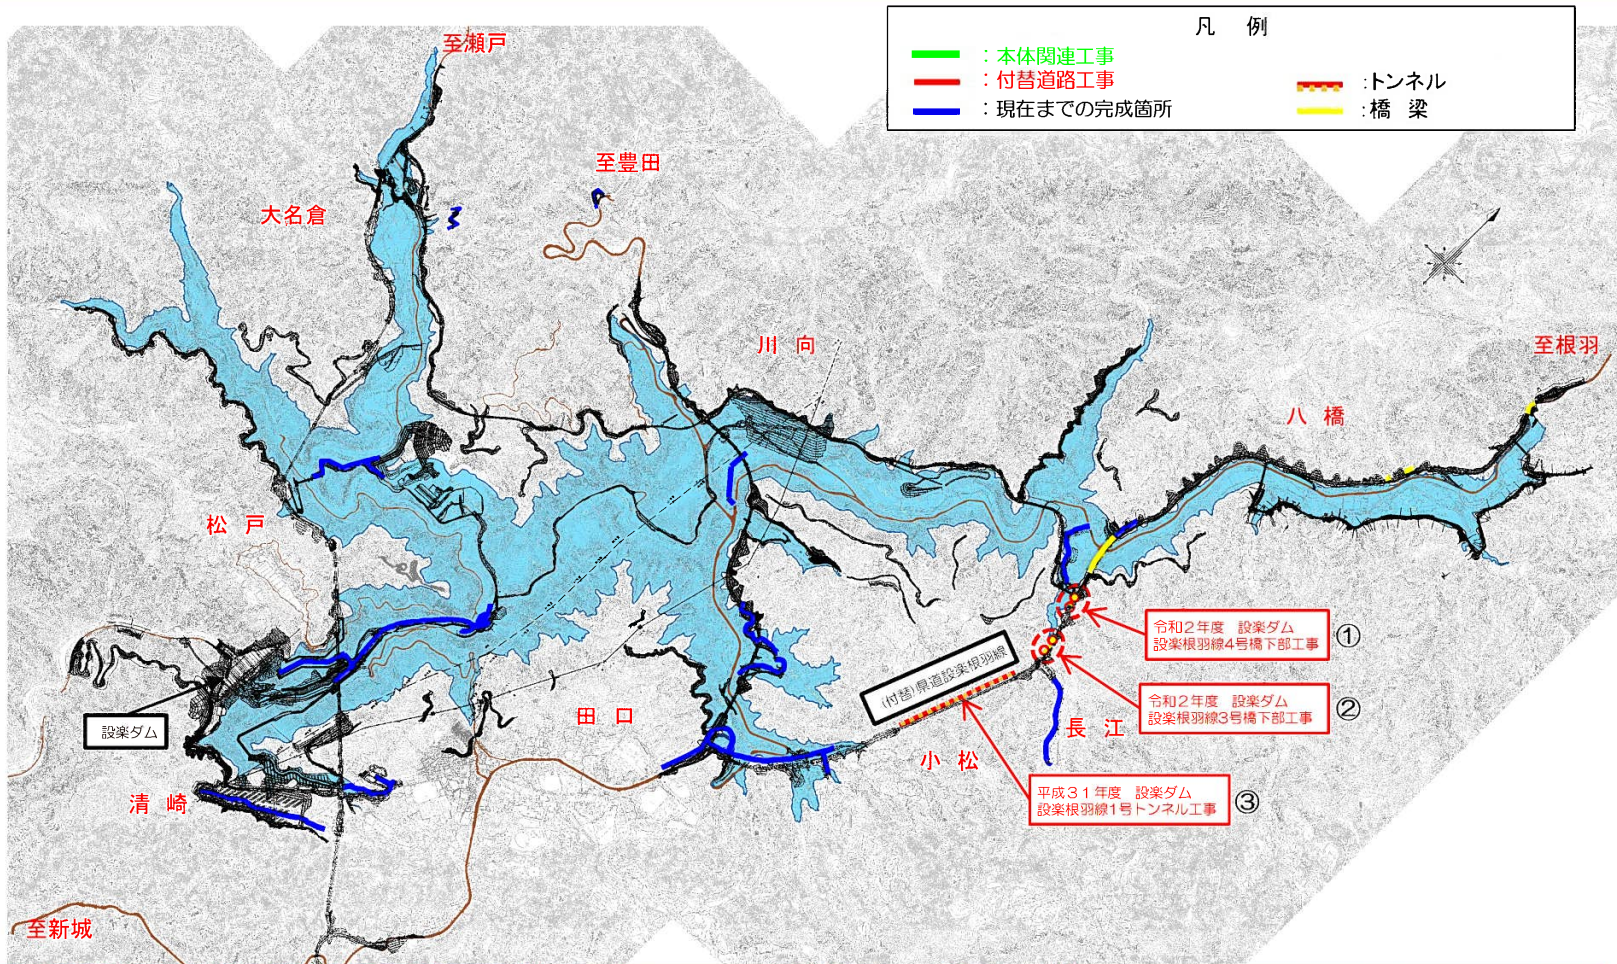 凡　例
：本体関連工事
：付替道路工事
：現在までの完成箇所
：トンネル
：橋　梁
至瀬戸
至豊田
大名倉
川　向
至根羽
八　橋
松　戸
令和２年度　設楽ダム
設楽根羽線4号橋下部工事
①
(付替)県道設楽根羽線
令和２年度　設楽ダム
設楽根羽線3号橋下部工事
②
設楽ダム
田　口
長　江
小　松
平成３１年度　設楽ダム
設楽根羽線1号トンネル工事
③
清　崎
至新城